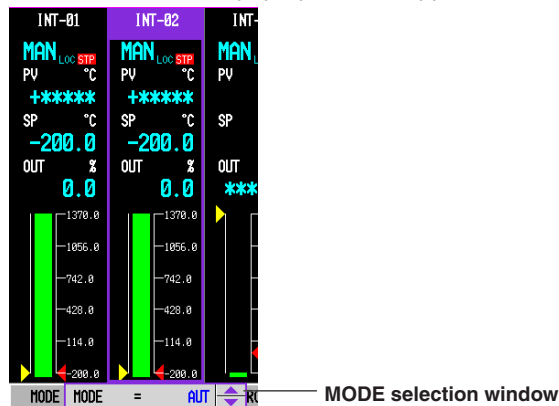 INT-01 INT-02 INT-
MAN LOC STP MAN LOC STP MAN
PV °C PV °C PV
+***** +*****
SP °C SP °C SP
-200.0 -200.0
OUT % OUT % OUT
0.0 0.0 ***
1370.0 1370.0
1056.0 1056.0
742.0 742.0
428.0 428.0
114.0 114.0
-200.0 -200.0
MODE MODE = AUT MODE selection window